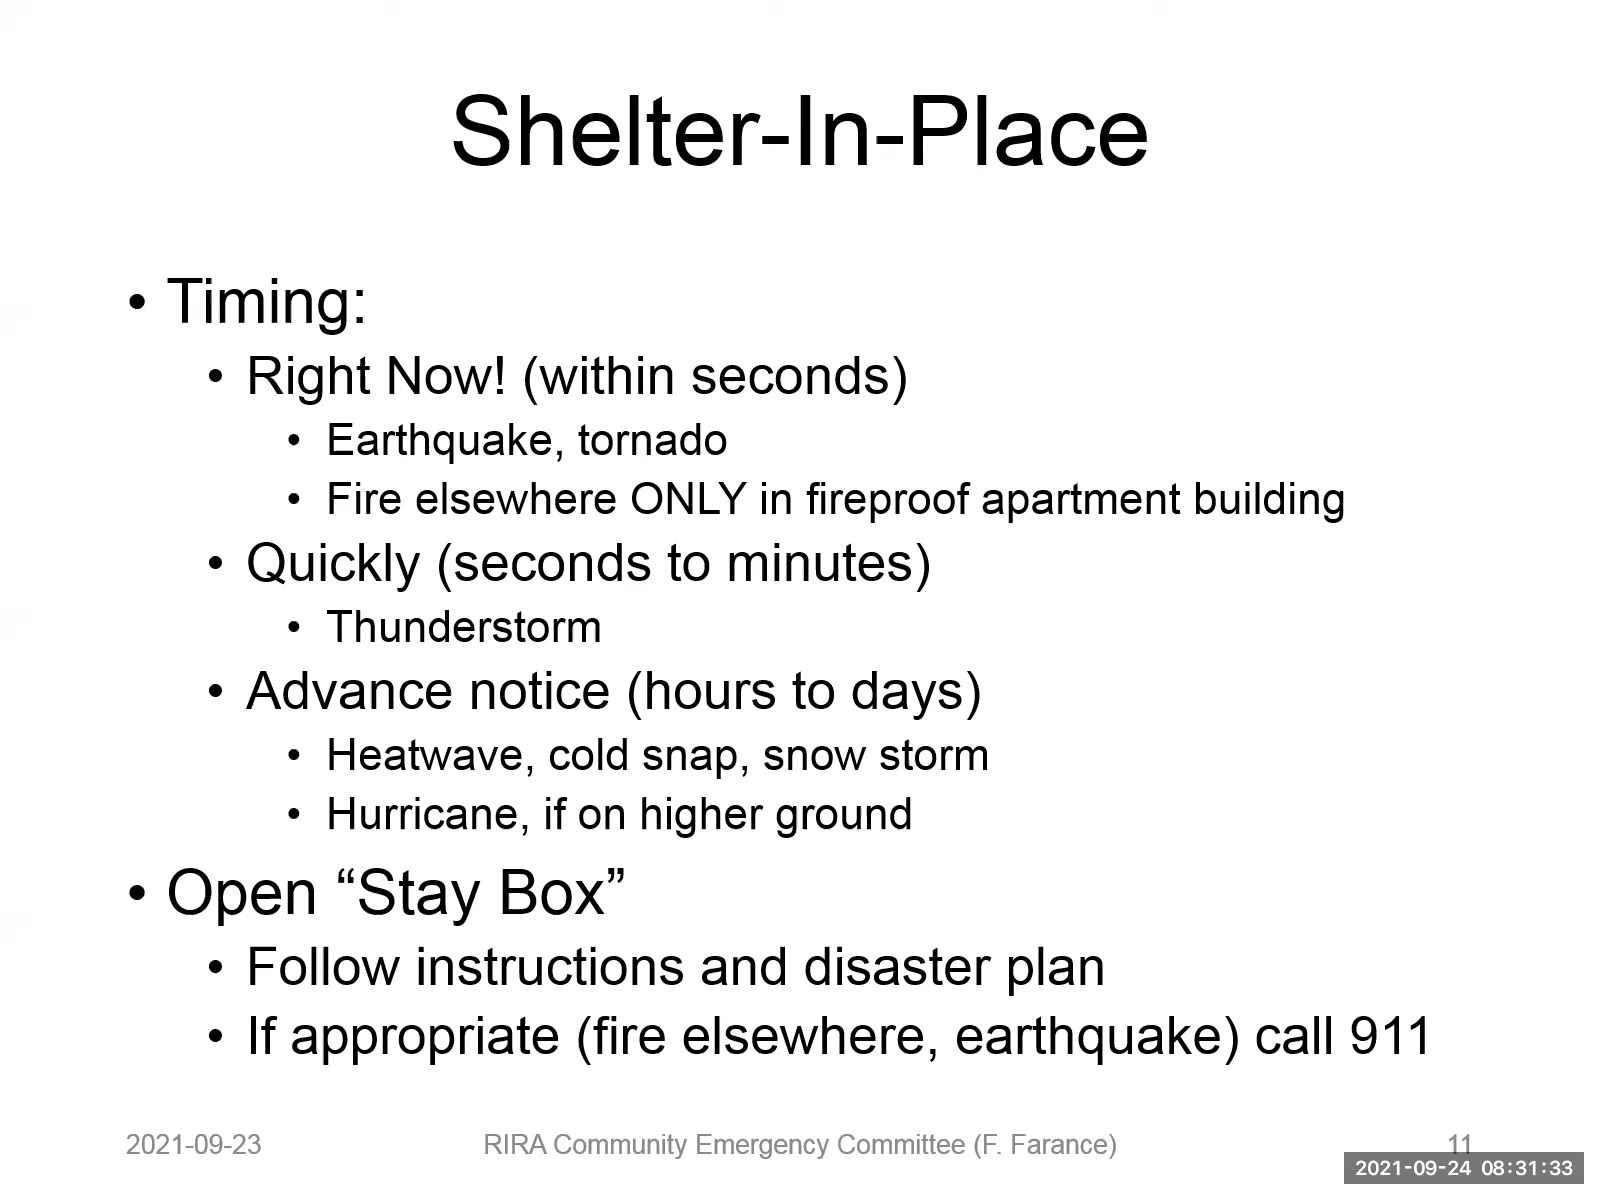 Shelter-In-Place
• Timing:
• Right Now! (within seconds)
• Earthquake, tornado
• Fire elsewhere ONLY in fireproof apartment building
• Quickly (seconds to minutes)
• Thunderstorm
• Advance notice (hours to days)
• Heatwave, cold snap, snow storm
• Hurricane, if on higher ground
• Open “Stay Box”
• Follow instructions and disaster plan
• If appropriate (fire elsewhere, earthquake) call 911
2021-09-23 RIRA Community Emergency Committee (F. Farance) 11
2021-09-24 08:31:33